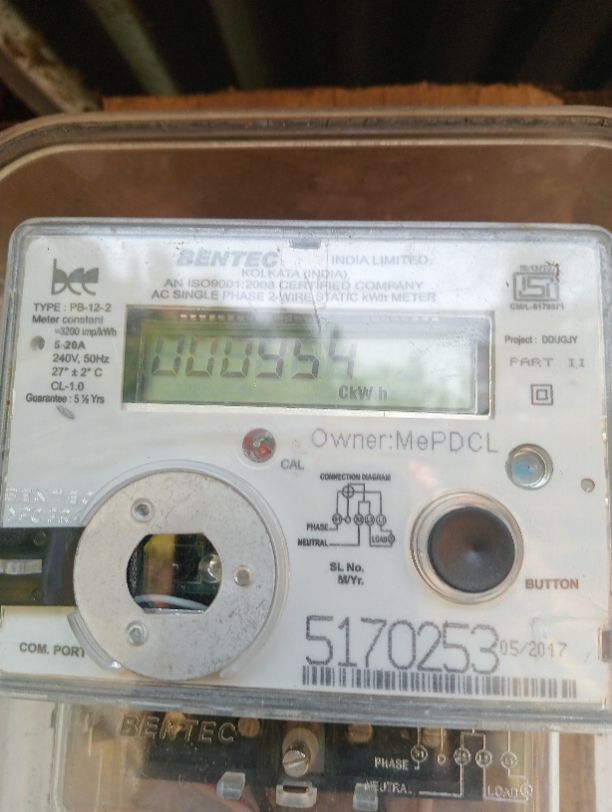 bec
BENTEC INDIA LIMITED
KOLKATA (INDIA)
AN ISO9001:2008 CERTIFIED COMPANY
AC SINGLE PHASE 2-WIRE STATIC kWh METER
TYPE : PB-12-2
Meter constant
=3200 imp/kWh
5-20A
240V, 50Hz
27° ± 2° C
CL-1.0
Guarantee : 5 ½ Yrs
000954
CkW.h
Project : DDUGJY
PART II
Owner:MePDCL
CAL
CONNECTION DIAGRAM
PHASE
NEUTRAL
LOAD
SL No.
M/Yr.
BUTTON
COM. PORT
5170253 05/2017
BENTEC
PHASE
NEUTRAL
LOAD